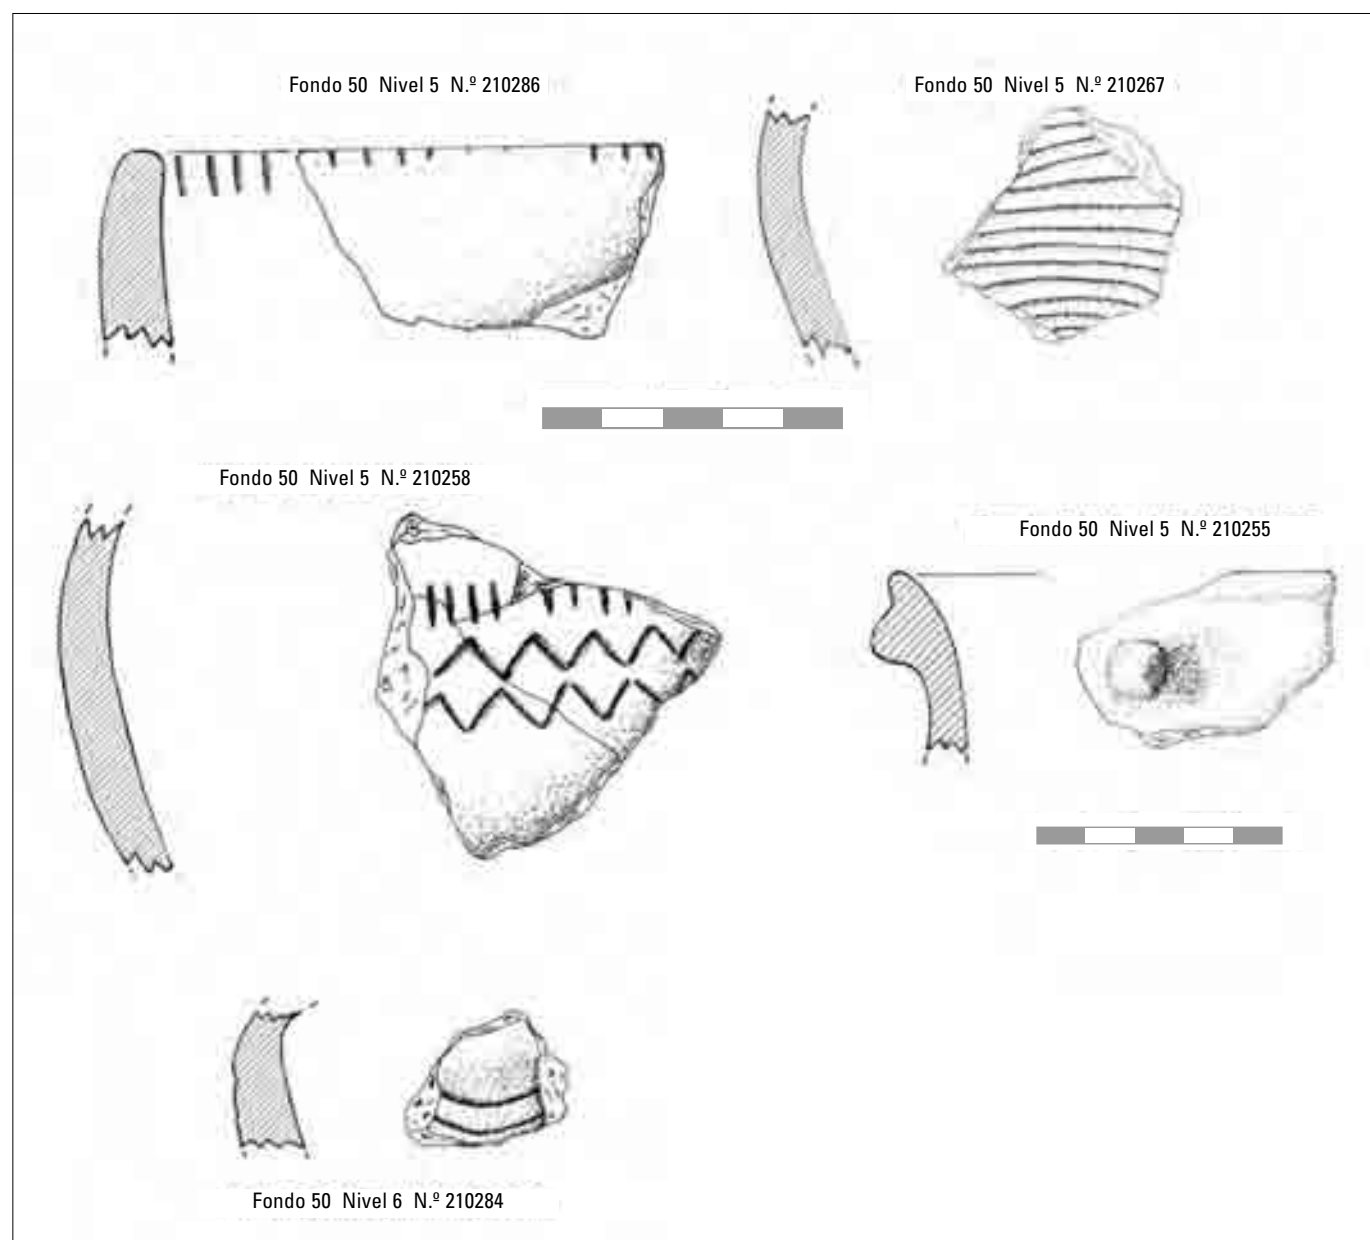 Fondo 50 Nivel 5 N.º 210286
Fondo 50 Nivel 5 N.º 210267
Fondo 50 Nivel 5 N.º 210258
Fondo 50 Nivel 5 N.º 210255
Fondo 50 Nivel 6 N.º 210284